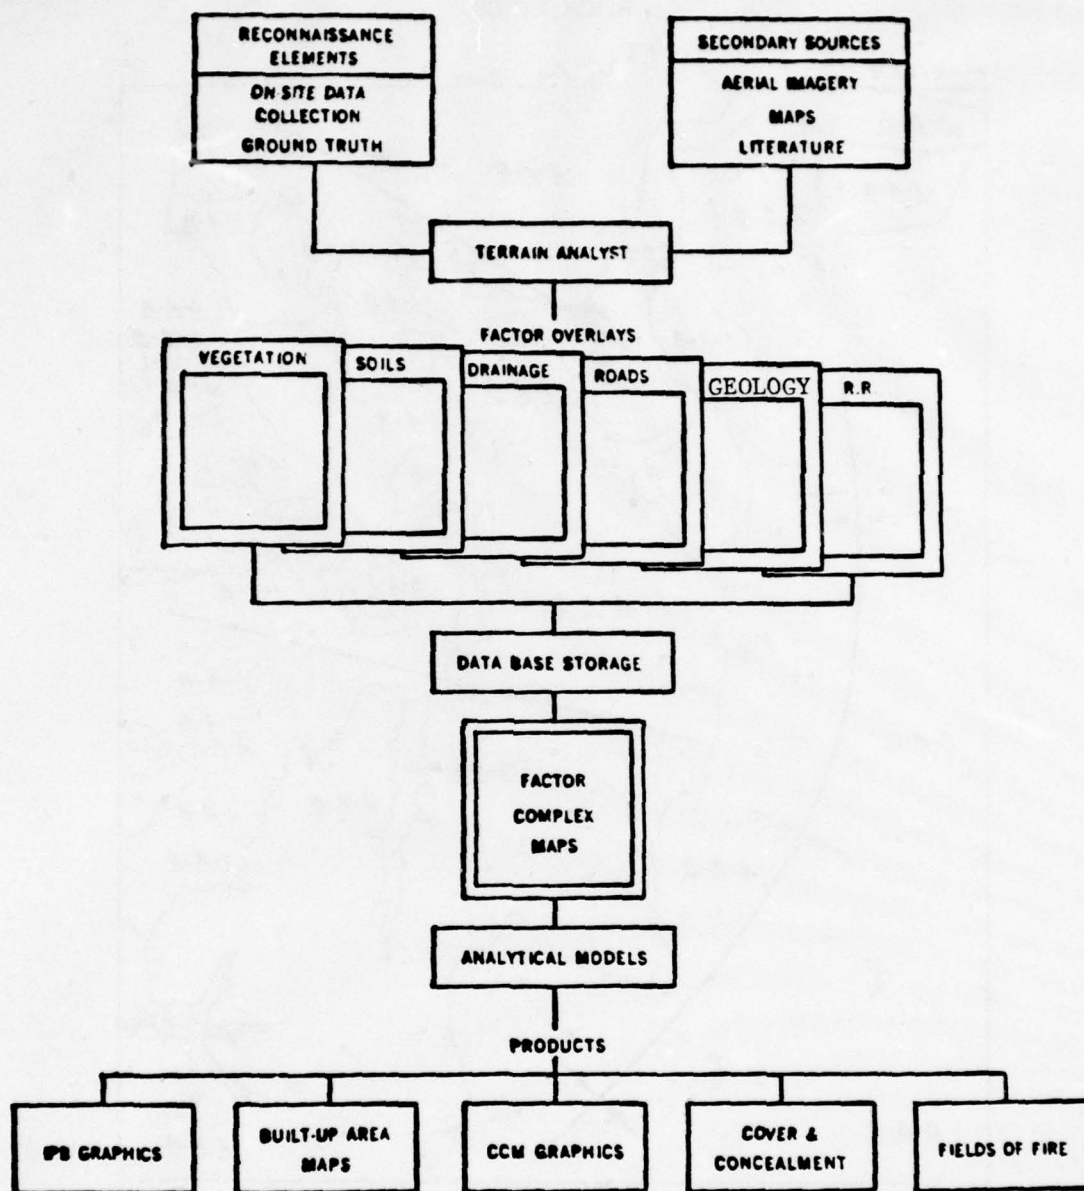 RECONNAISSANCE
ELEMENTS
ON SITE DATA
COLLECTION
GROUND TRUTH
SECONDARY SOURCES
AERIAL IMAGERY
MAPS
LITERATURE
TERRAIN ANALYST
FACTOR OVERLAYS
VEGETATION
SOILS
DRAINAGE
ROADS
GEOLOGY
R.R.
DATA BASE STORAGE
FACTOR
COMPLEX
MAPS
ANALYTICAL MODELS
PRODUCTS
IPB GRAPHICS
BUILT-UP AREA
MAPS
CCM GRAPHICS
COVER &
CONCEALMENT
FIELDS OF FIRE